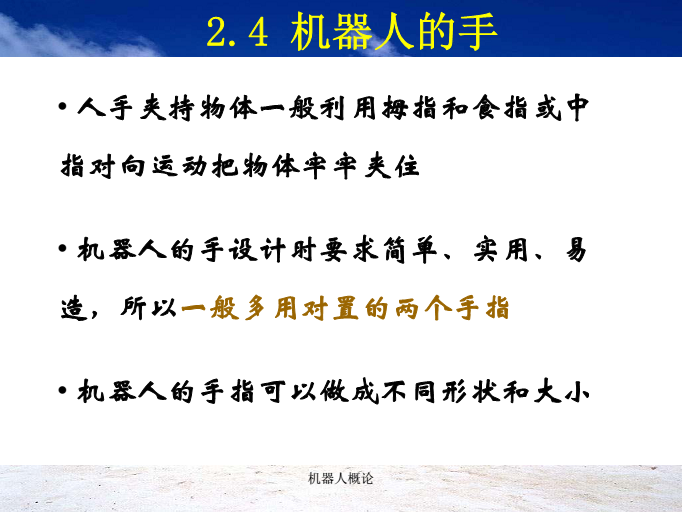 2.4 机器人的手
• 人手夹持物体一般利用拇指和食指或中
指对向运动把物体牢牢夹住
• 机器人的手设计时要求简单、实用、易
造，所以一般多用对置的两个手指
• 机器人的手指可以做成不同形状和大小
机器人概论